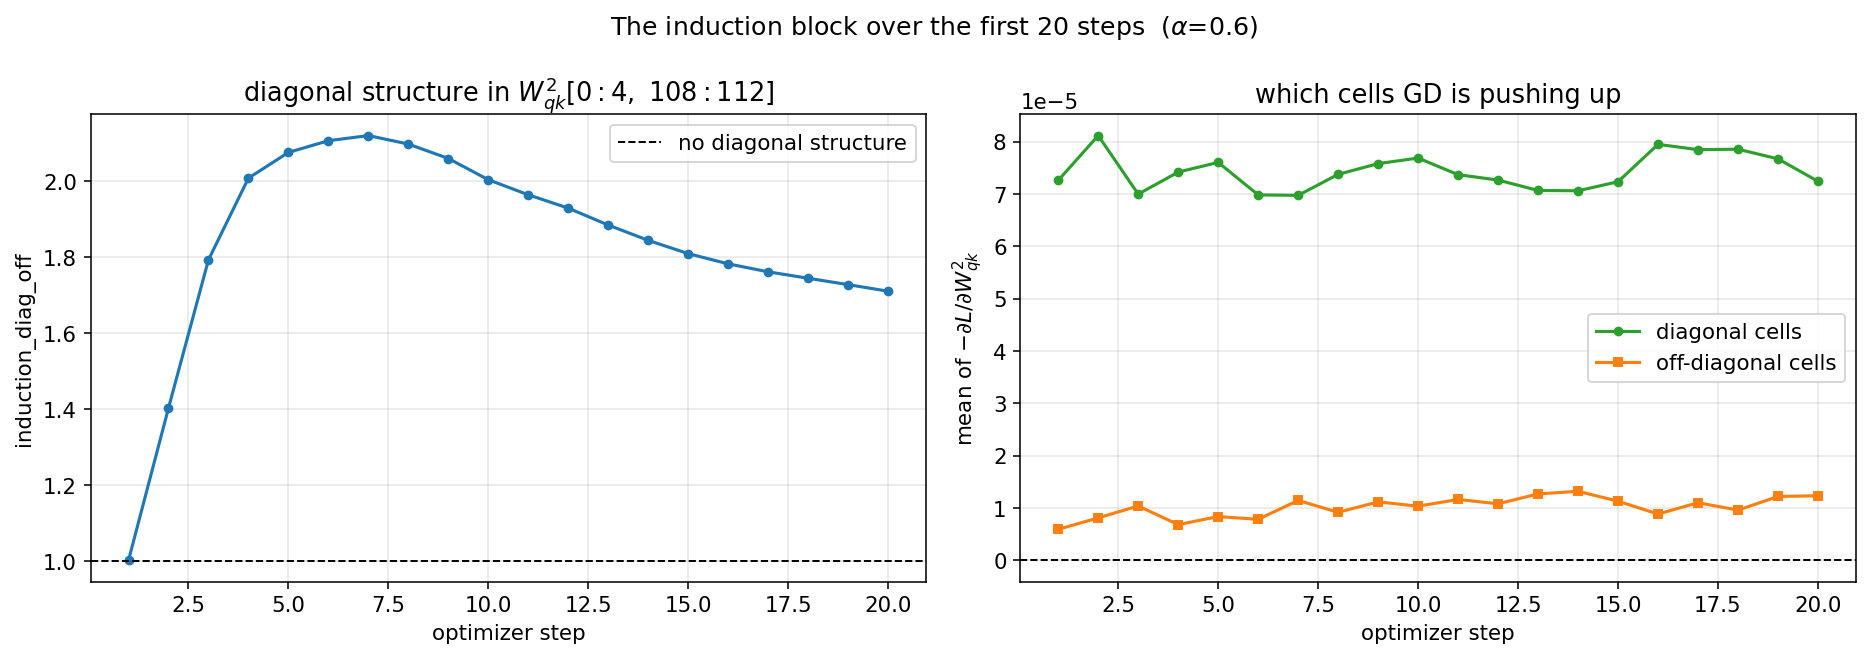 The induction block over the first 20 steps (α=0.6)
diagonal structure in W²_qk[0 : 4, 108 : 112]
no diagonal structure
induction_diag_off
2.0
1.8
1.6
1.4
1.2
1.0
2.5 5.0 7.5 10.0 12.5 15.0 17.5 20.0
optimizer step
which cells GD is pushing up
1e−5
mean of −∂L/∂W²_qk
8
7
6
5
4
3
2
1
0
diagonal cells
off-diagonal cells
2.5 5.0 7.5 10.0 12.5 15.0 17.5 20.0
optimizer step